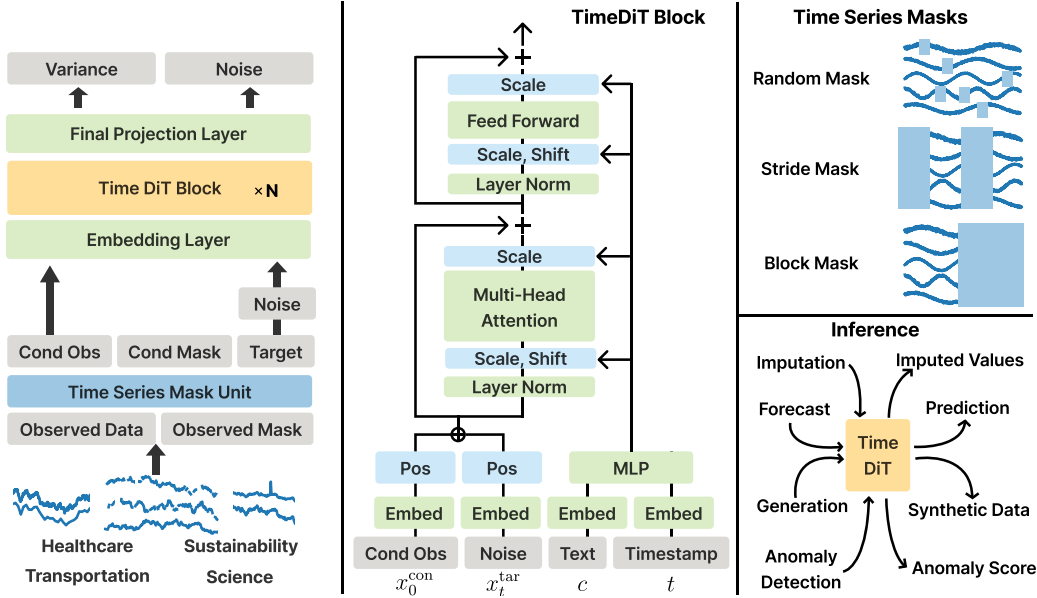 Variance
Noise
Final Projection Layer
Time DiT Block × N
Embedding Layer
Noise
Cond Obs
Cond Mask
Target
Time Series Mask Unit
Observed Data
Observed Mask
Healthcare
Sustainability
Transportation
Science
TimeDiT Block
+
Scale
Feed Forward
Scale, Shift
Layer Norm
+
Scale
Multi-Head
Attention
Scale, Shift
Layer Norm
Pos
Pos
MLP
Embed
Embed
Embed
Embed
Cond Obs
Noise
Text
Timestamp
x₀ᶜᵒⁿ
xₜᵗᵃʳ
c
t
Time Series Masks
Random Mask
Stride Mask
Block Mask
Inference
Imputation
Imputed Values
Forecast
Prediction
Time
DiT
Generation
Synthetic Data
Anomaly
Detection
Anomaly Score